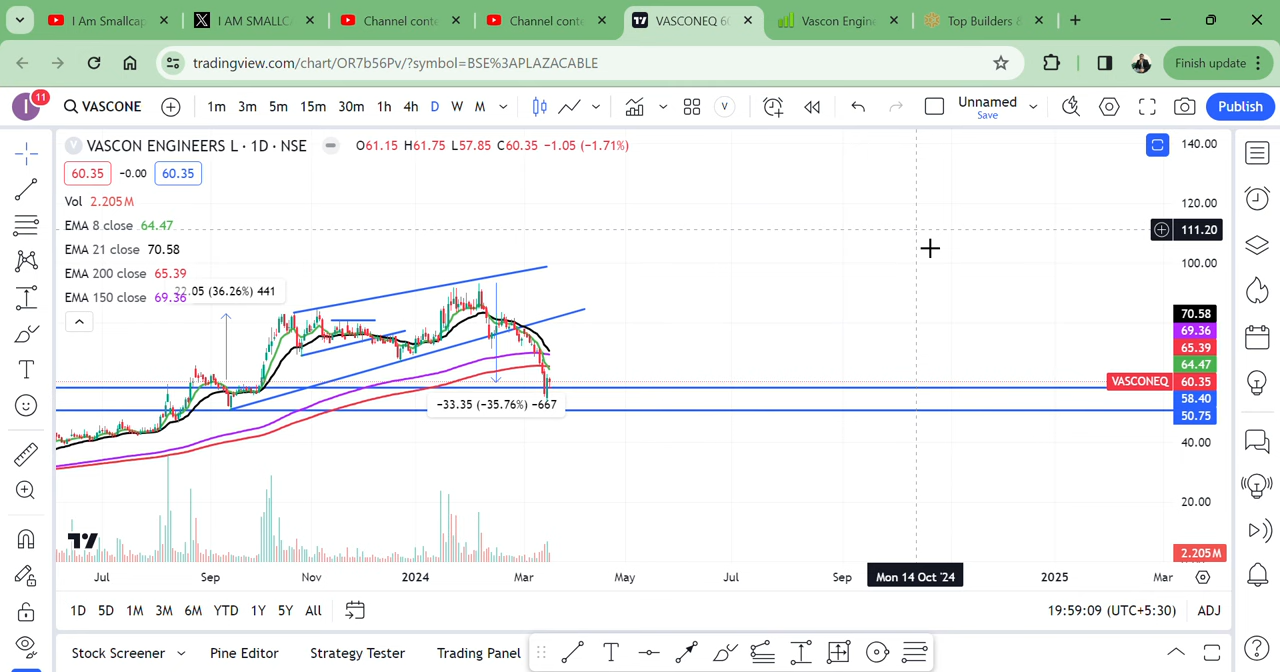 I Am Smallcap
I AM SMALLC
Channel conte
Channel conte
VASCONEQ 60
Vascon Engine
Top Builders &
tradingview.com/chart/OR7b56Pv/?symbol=BSE%3APLAZACABLE
Finish update
I
11
VASCONE
1m 3m 5m 15m 30m 1h 4h D W M
V
Unnamed
Save
Publish
V VASCON ENGINEERS L · 1D · NSE O61.15 H61.75 L57.85 C60.35 −1.05 (−1.71%)
60.35 −0.00 60.35
Vol 2.205M
EMA 8 close 64.47
EMA 21 close 70.58
EMA 200 close 65.39
EMA 150 close 69.36
22.05 (36.26%) 441
−33.35 (−35.76%) −667
140.00
120.00
111.20
100.00
70.58
69.36
65.39
64.47
VASCONEQ 60.35
58.40
50.75
40.00
20.00
2.205M
Jul Sep Nov 2024 Mar May Jul Sep Mon 14 Oct '24 2025 Mar
1D 5D 1M 3M 6M YTD 1Y 5Y All
19:59:09 (UTC+5:30) ADJ
Stock Screener Pine Editor Strategy Tester Trading Panel